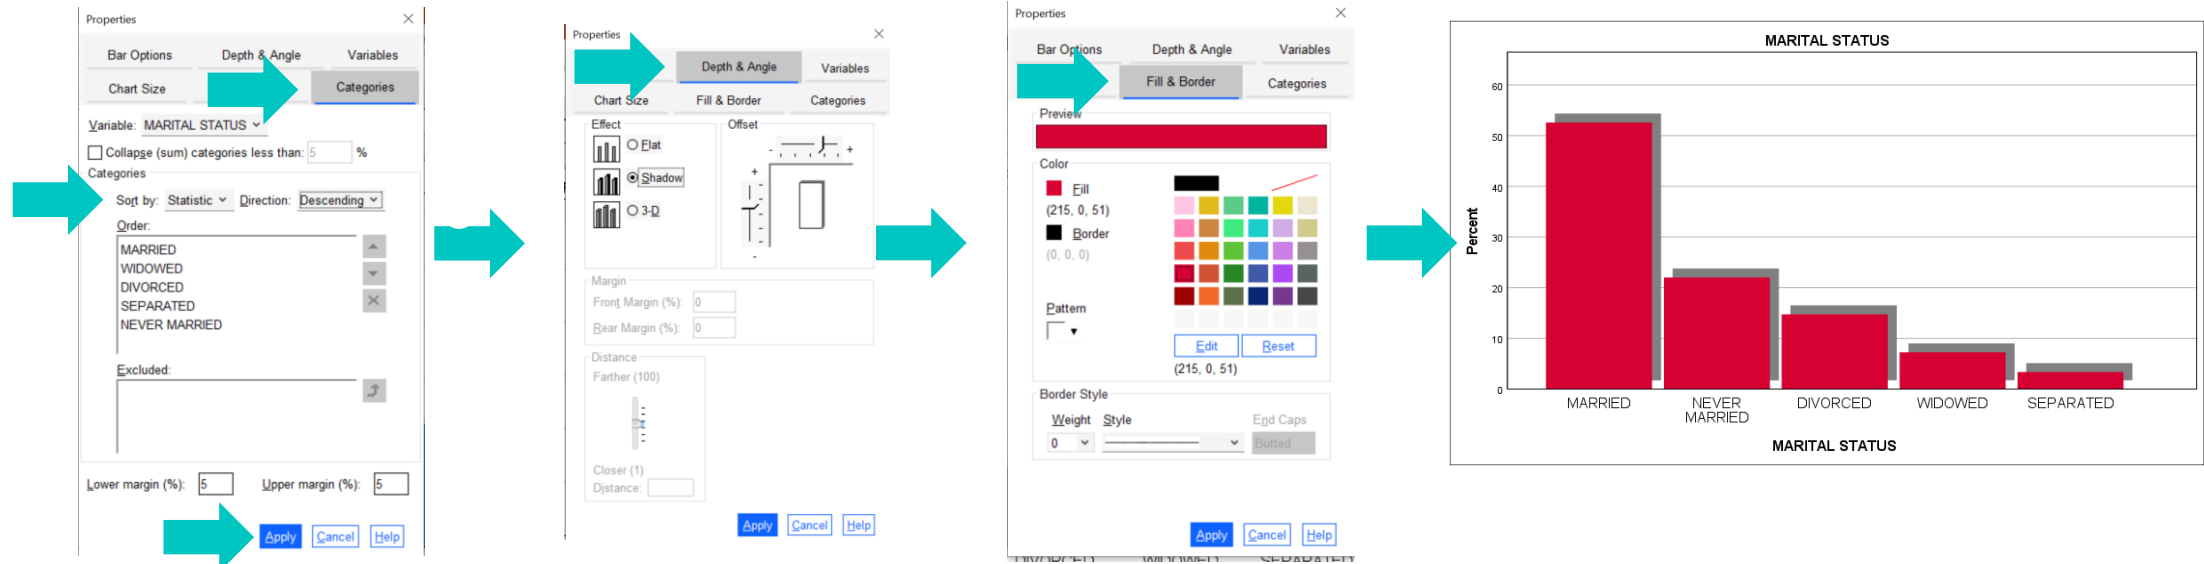 Properties
Bar Options Depth & Angle Variables
Chart Size Categories
Variable: MARITAL STATUS
Collapse (sum) categories less than: 5 %
Categories
Sort by: Statistic Direction: Descending
Order:
MARRIED
WIDOWED
DIVORCED
SEPARATED
NEVER MARRIED
Excluded:
Lower margin (%): 5 Upper margin (%): 5
Apply Cancel Help
Properties
Depth & Angle Variables
Chart Size Fill & Border Categories
Effect Offset
Flat
Shadow
3-D
- +
+
-
Margin
Front Margin (%): 0
Rear Margin (%): 0
Distance
Farther (100)
Closer (1)
Distance:
Apply Cancel Help
Properties
Bar Options Depth & Angle Variables
Fill & Border Categories
Preview
Color
Fill
(215, 0, 51)
Border
(0, 0, 0)
Pattern
Edit Reset
(215, 0, 51)
Border Style
Weight Style End Caps
0 Butted
Apply Cancel Help
DIVORCED WIDOWED SEPARATED
MARITAL STATUS
60
50
40
30
20
10
0
Percent
MARRIED NEVER MARRIED DIVORCED WIDOWED SEPARATED
MARITAL STATUS